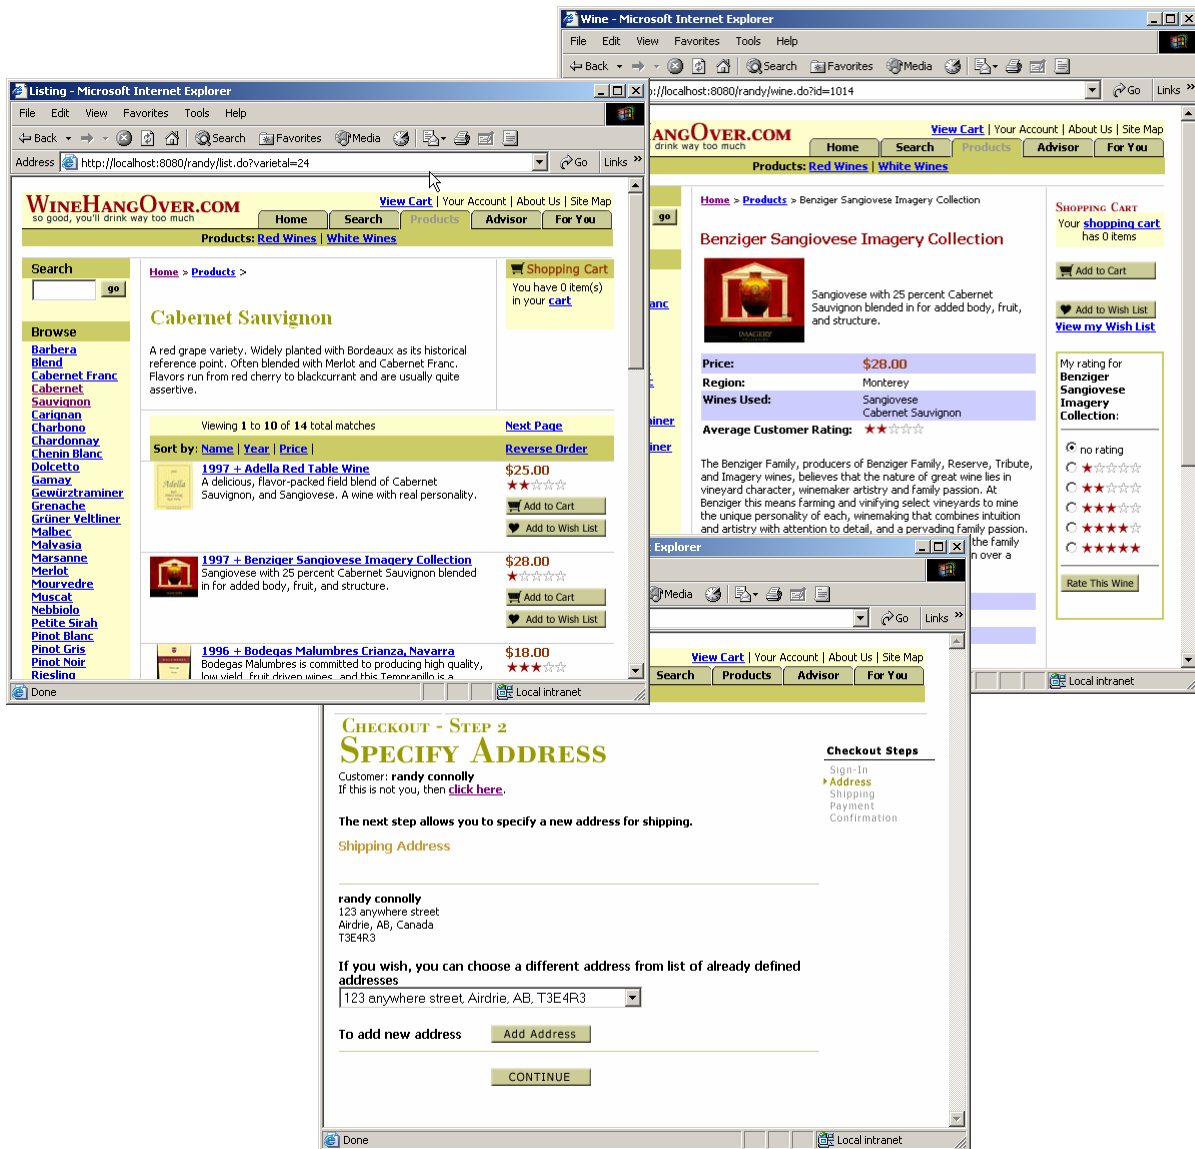 Wine - Microsoft Internet Explorer
File Edit View Favorites Tools Help
Back Search Favorites Media
://localhost:8080/randy/wine.do?id=1014 Go Links »
HANGOVER.COM
drink way too much
View Cart | Your Account | About Us | Site Map
Home Search Products Advisor For You
Products: Red Wines | White Wines
go
Home > Products > Benziger Sangiovese Imagery Collection
Benziger Sangiovese Imagery Collection
IMAGERY
Sangiovese with 25 percent Cabernet
Sauvignon blended in for added body, fruit,
and structure.
Price: $28.00
Region: Monterey
Wines Used: Sangiovese
Cabernet Sauvignon
Average Customer Rating:
The Benziger Family, producers of Benziger Family, Reserve, Tribute,
and Imagery wines, believes that the nature of great wine lies in
vineyard character, winemaker artistry and family passion. At
Benziger this means farming and vinifying select vineyards to mine
the unique personality of each, winemaking that combines intuition
and artistry with attention to detail, and a pervading family passion.
the family
n over a
Shopping Cart
Your shopping cart
has 0 items
Add to Cart
Add to Wish List
View my Wish List
My rating for
Benziger
Sangiovese
Imagery
Collection:
no rating
Rate This Wine
Local intranet
Listing - Microsoft Internet Explorer
File Edit View Favorites Tools Help
Back Search Favorites Media
Address http://localhost:8080/randy/list.do?varietal=24 Go Links »
WINEHANGOVER.COM
so good, you'll drink way too much
View Cart | Your Account | About Us | Site Map
Home Search Products Advisor For You
Products: Red Wines | White Wines
Search
go
Browse
Barbera
Blend
Cabernet Franc
Cabernet
Sauvignon
Carignan
Charbono
Chardonnay
Chenin Blanc
Dolcetto
Gamay
Gewürztraminer
Grenache
Grüner Veltliner
Malbec
Malvasia
Marsanne
Merlot
Mourvedre
Muscat
Nebbiolo
Petite Sirah
Pinot Blanc
Pinot Gris
Pinot Noir
Riesling
Home > Products >
Cabernet Sauvignon
A red grape variety. Widely planted with Bordeaux as its historical
reference point. Often blended with Merlot and Cabernet Franc.
Flavors run from red cherry to blackcurrant and are usually quite
assertive.
Shopping Cart
You have 0 item(s)
in your cart
Viewing 1 to 10 of 14 total matches Next Page
Sort by: Name | Year | Price | Reverse Order
Adella
1997 + Adella Red Table Wine $25.00
A delicious, flavor-packed field blend of Cabernet
Sauvignon, and Sangiovese. A wine with real personality.
Add to Cart
Add to Wish List
1997 + Benziger Sangiovese Imagery Collection $28.00
Sangiovese with 25 percent Cabernet Sauvignon blended
in for added body, fruit, and structure.
Add to Cart
Add to Wish List
1996 + Bodegas Malumbres Crianza, Navarra $18.00
Bodegas Malumbres is committed to producing high quality,
low yield, fruit driven wines, and this Tempranillo is a
Done Local intranet
t Explorer
Media
Go Links »
View Cart | Your Account | About Us | Site Map
Search Products Advisor For You
Checkout - Step 2
Specify Address
Customer: randy connolly
If this is not you, then click here.
The next step allows you to specify a new address for shipping.
Shipping Address
randy connolly
123 anywhere street
Airdrie, AB, Canada
T3E4R3
If you wish, you can choose a different address from list of already defined
addresses
123 anywhere street, Airdrie, AB, T3E4R3
To add new address Add Address
CONTINUE
Checkout Steps
Sign-In
Address
Shipping
Payment
Confirmation
Done Local intranet